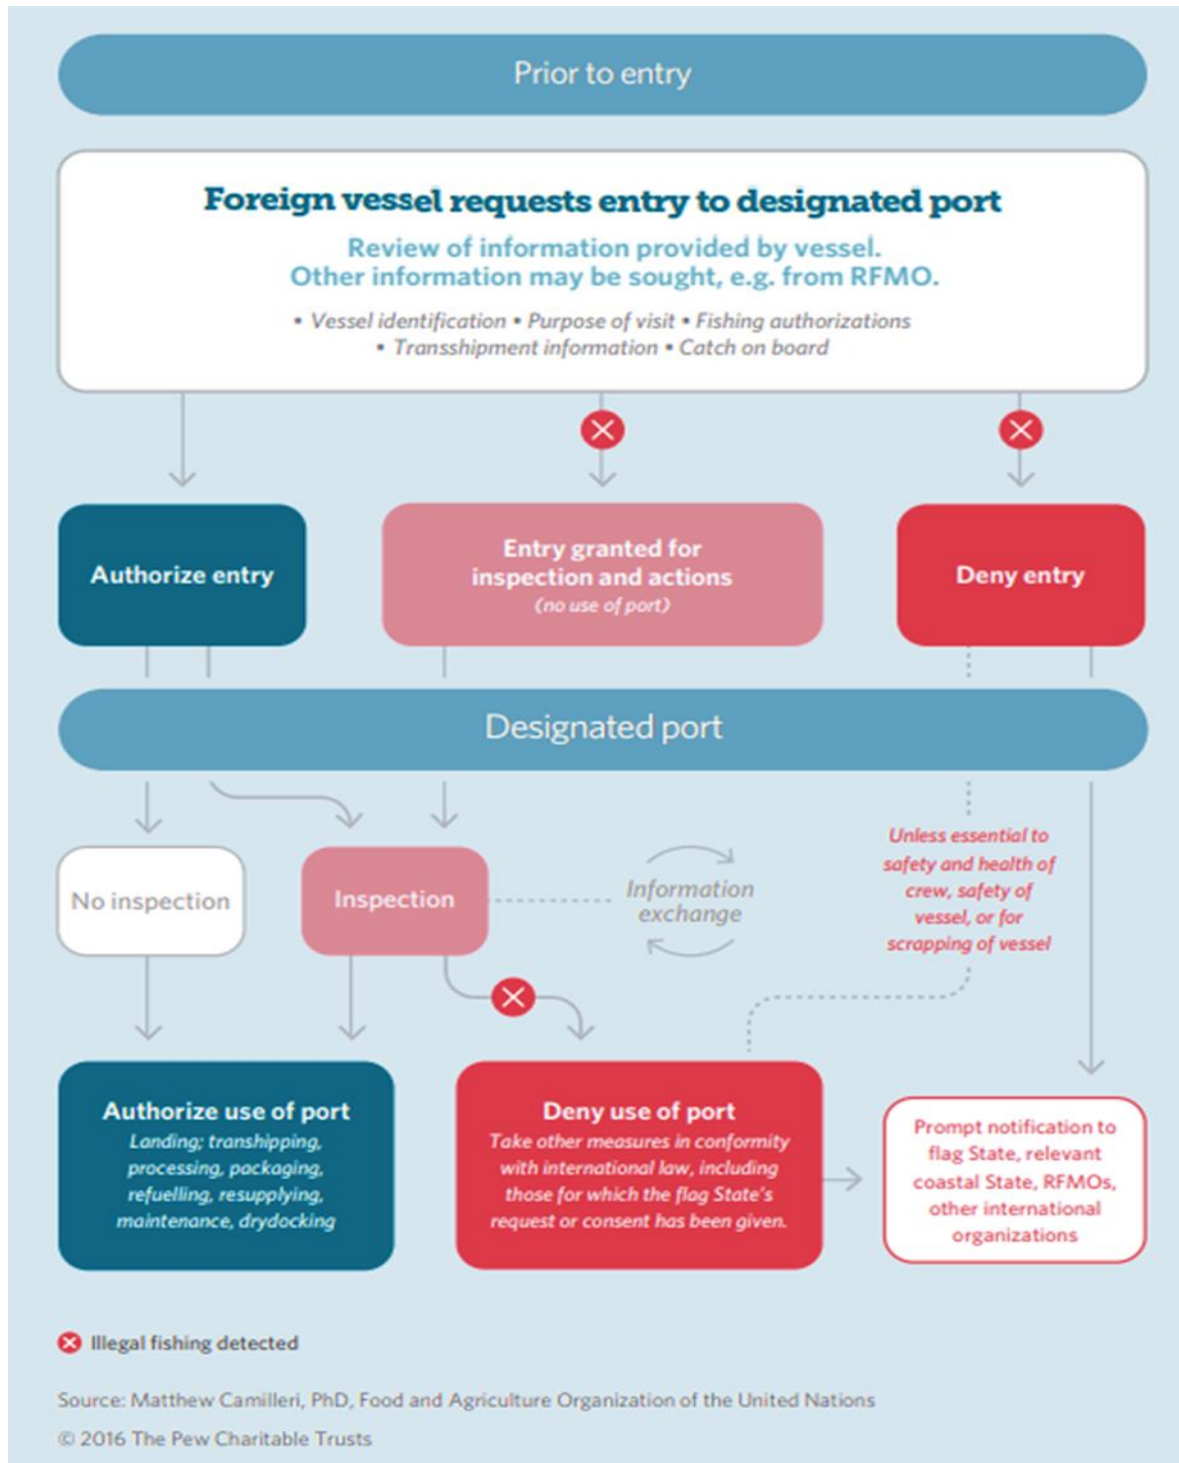 Prior to entry
Foreign vessel requests entry to designated port
Review of information provided by vessel.
Other information may be sought, e.g. from RFMO.
• Vessel identification • Purpose of visit • Fishing authorizations
• Transshipment information • Catch on board
Authorize entry
Entry granted for
inspection and actions
(no use of port)
Deny entry
Designated port
No inspection
Inspection
Information
exchange
Unless essential to
safety and health of
crew, safety of
vessel, or for
scrapping of vessel
Authorize use of port
Landing; transhipping,
processing, packaging,
refuelling, resupplying,
maintenance, drydocking
Deny use of port
Take other measures in conformity
with international law, including
those for which the flag State's
request or consent has been given.
Prompt notification to
flag State, relevant
coastal State, RFMOs,
other international
organizations
Illegal fishing detected
Source: Matthew Camilleri, PhD, Food and Agriculture Organization of the United Nations
© 2016 The Pew Charitable Trusts